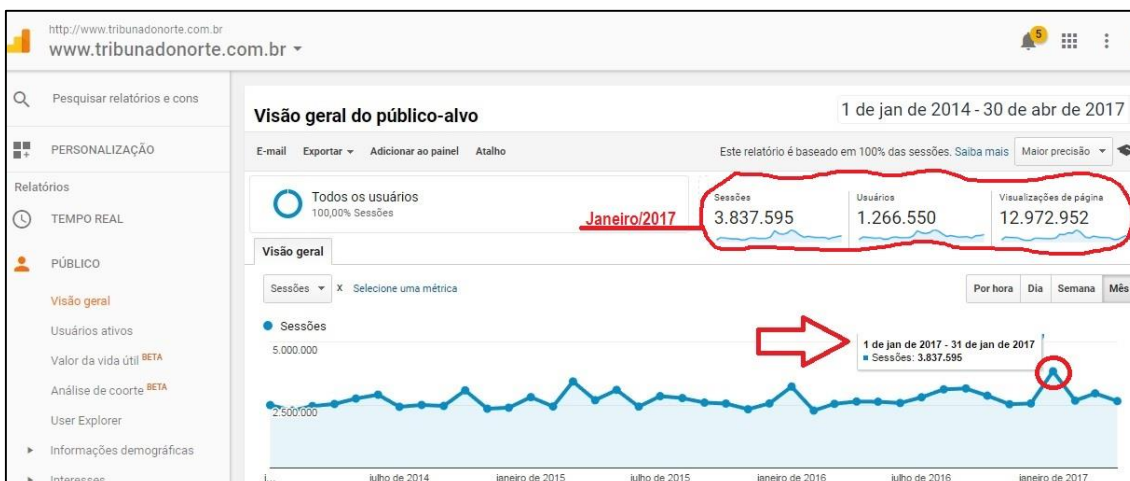 http://www.tribunadonorte.com.br
www.tribunadonorte.com.br
5
Pesquisar relatórios e cons
PERSONALIZAÇÃO
Relatórios
TEMPO REAL
PÚBLICO
Visão geral
Usuários ativos
Valor da vida útil BETA
Análise de coorte BETA
User Explorer
Informações demográficas
Interesses
Visão geral do público-alvo
1 de jan de 2014 - 30 de abr de 2017
E-mail Exportar Adicionar ao painel Atalho
Este relatório é baseado em 100% das sessões. Saiba mais Maior precisão
Todos os usuários
100,00% Sessões
Janeiro/2017
Sessões
3.837.595
Usuários
1.266.550
Visualizações de página
12.972.952
Visão geral
Sessões X Selecione uma métrica
Por hora Dia Semana Mês
Sessões
5.000.000
2.500.000
1 de jan de 2017 - 31 de jan de 2017
Sessões: 3.837.595
j... julho de 2014 janeiro de 2015 julho de 2015 janeiro de 2016 julho de 2016 janeiro de 2017